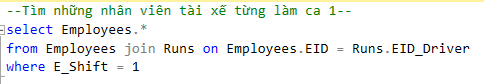 --Tìm những nhân viên tài xế từng làm ca 1--
select Employees.*
from Employees join Runs on Employees.EID = Runs.EID_Driver
where E_Shift = 1